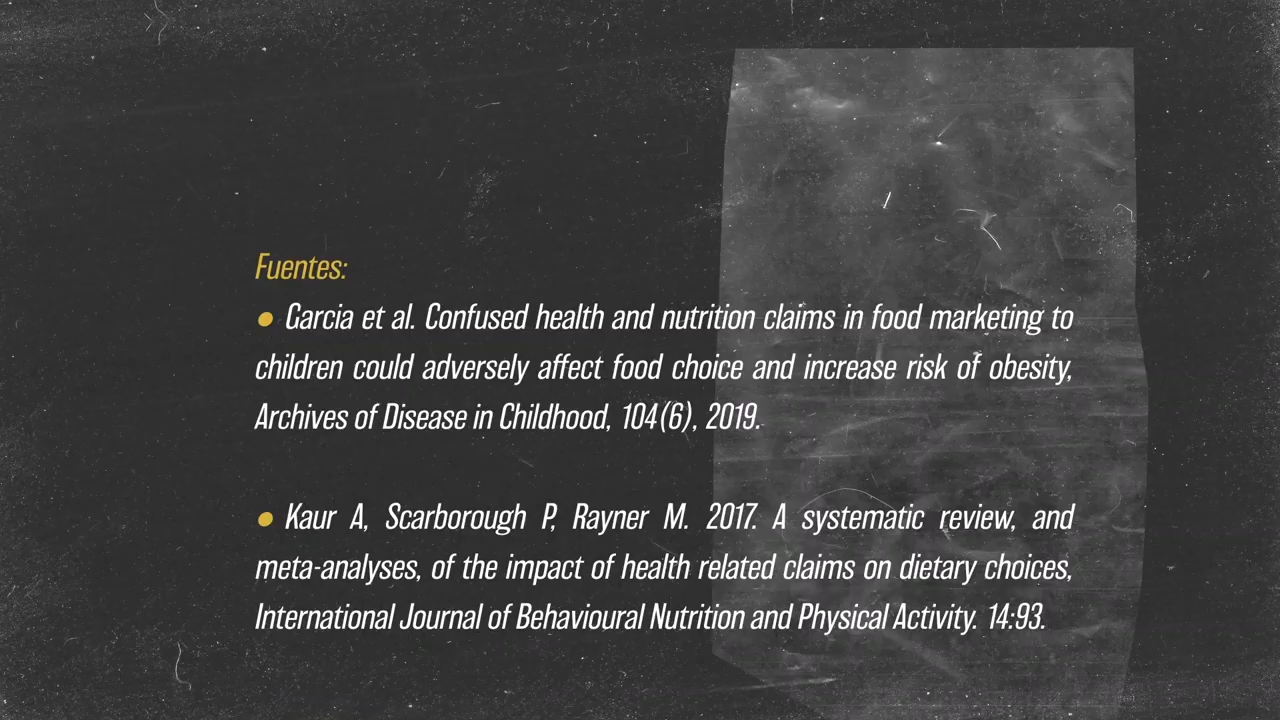 Fuentes:
● Garcia et al. Confused health and nutrition claims in food marketing to
children could adversely affect food choice and increase risk of obesity,
Archives of Disease in Childhood, 104(6), 2019.
● Kaur A, Scarborough P, Rayner M. 2017. A systematic review, and
meta-analyses, of the impact of health related claims on dietary choices,
International Journal of Behavioural Nutrition and Physical Activity. 14:93.